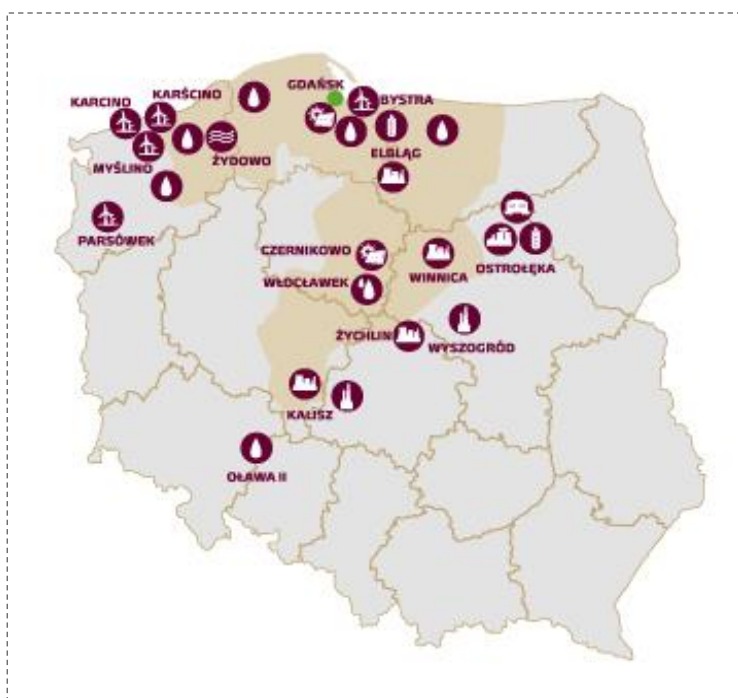 GDAŃSK
KARŚCINO
BYSTRA
KARCINO
ŻYDOWO
ELBLĄG
MYŚLINO
PARSÓWEK
CZERNIKOWO
WINNICA
OSTROŁĘKA
WŁOCŁAWEK
ŻYCHLIN
WYSZOGRÓD
KALISZ
OŁAWA II